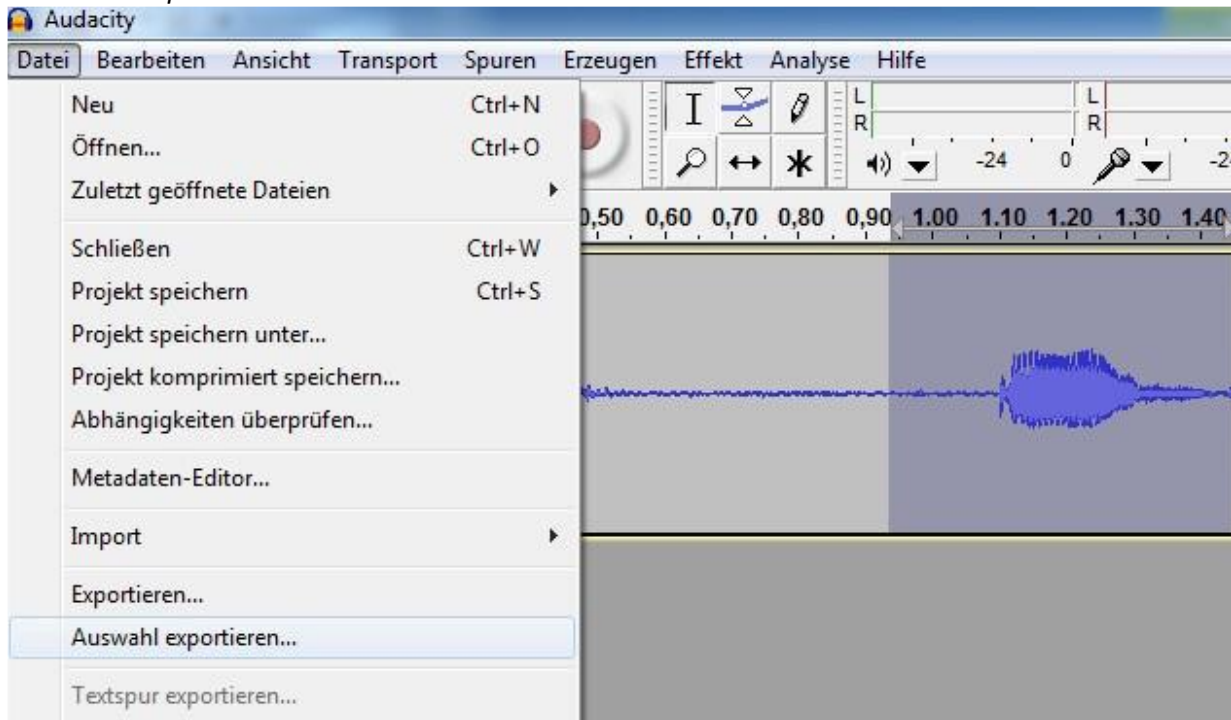 Audacity
Datei Bearbeiten Ansicht Transport Spuren Erzeugen Effekt Analyse Hilfe
Neu Ctrl+N
Öffnen... Ctrl+O
Zuletzt geöffnete Dateien
Schließen Ctrl+W
Projekt speichern Ctrl+S
Projekt speichern unter...
Projekt komprimiert speichern...
Abhängigkeiten überprüfen...
Metadaten-Editor...
Import
Exportieren...
Auswahl exportieren...
Textspur exportieren...
L L
R R
-24 0 -2
0,50 0,60 0,70 0,80 0,90 1.00 1.10 1.20 1.30 1.40